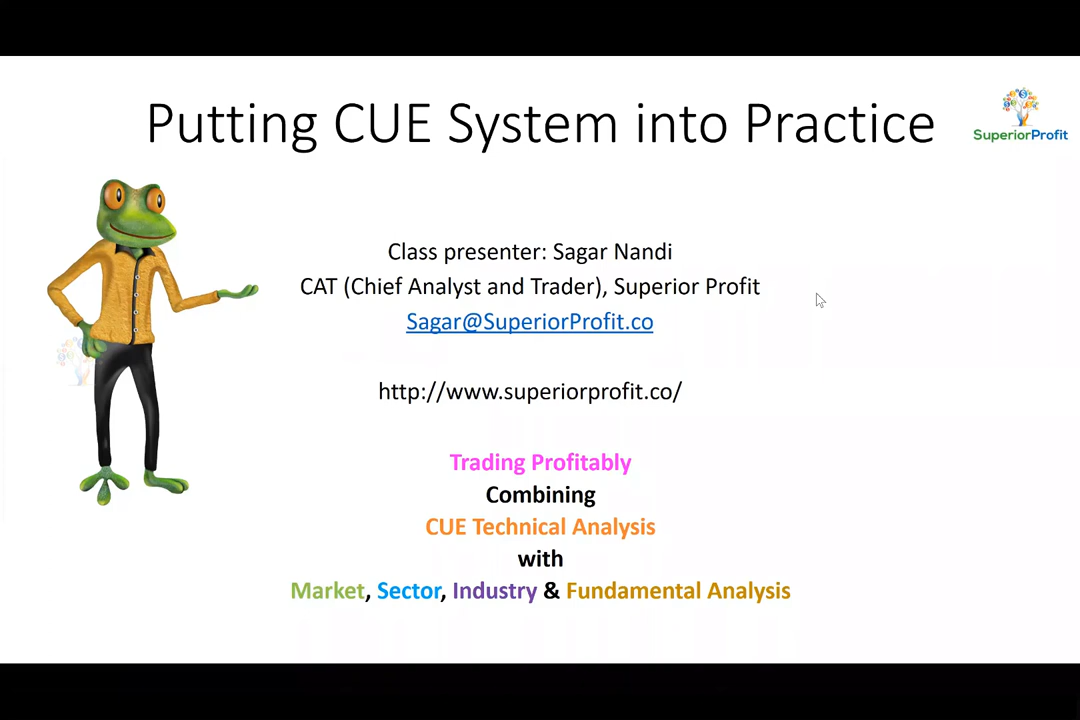 Putting CUE System into Practice
SuperiorProfit
Class presenter: Sagar Nandi
CAT (Chief Analyst and Trader), Superior Profit
Sagar@SuperiorProfit.co
http://www.superiorprofit.co/
Trading Profitably
Combining
CUE Technical Analysis
with
Market, Sector, Industry & Fundamental Analysis